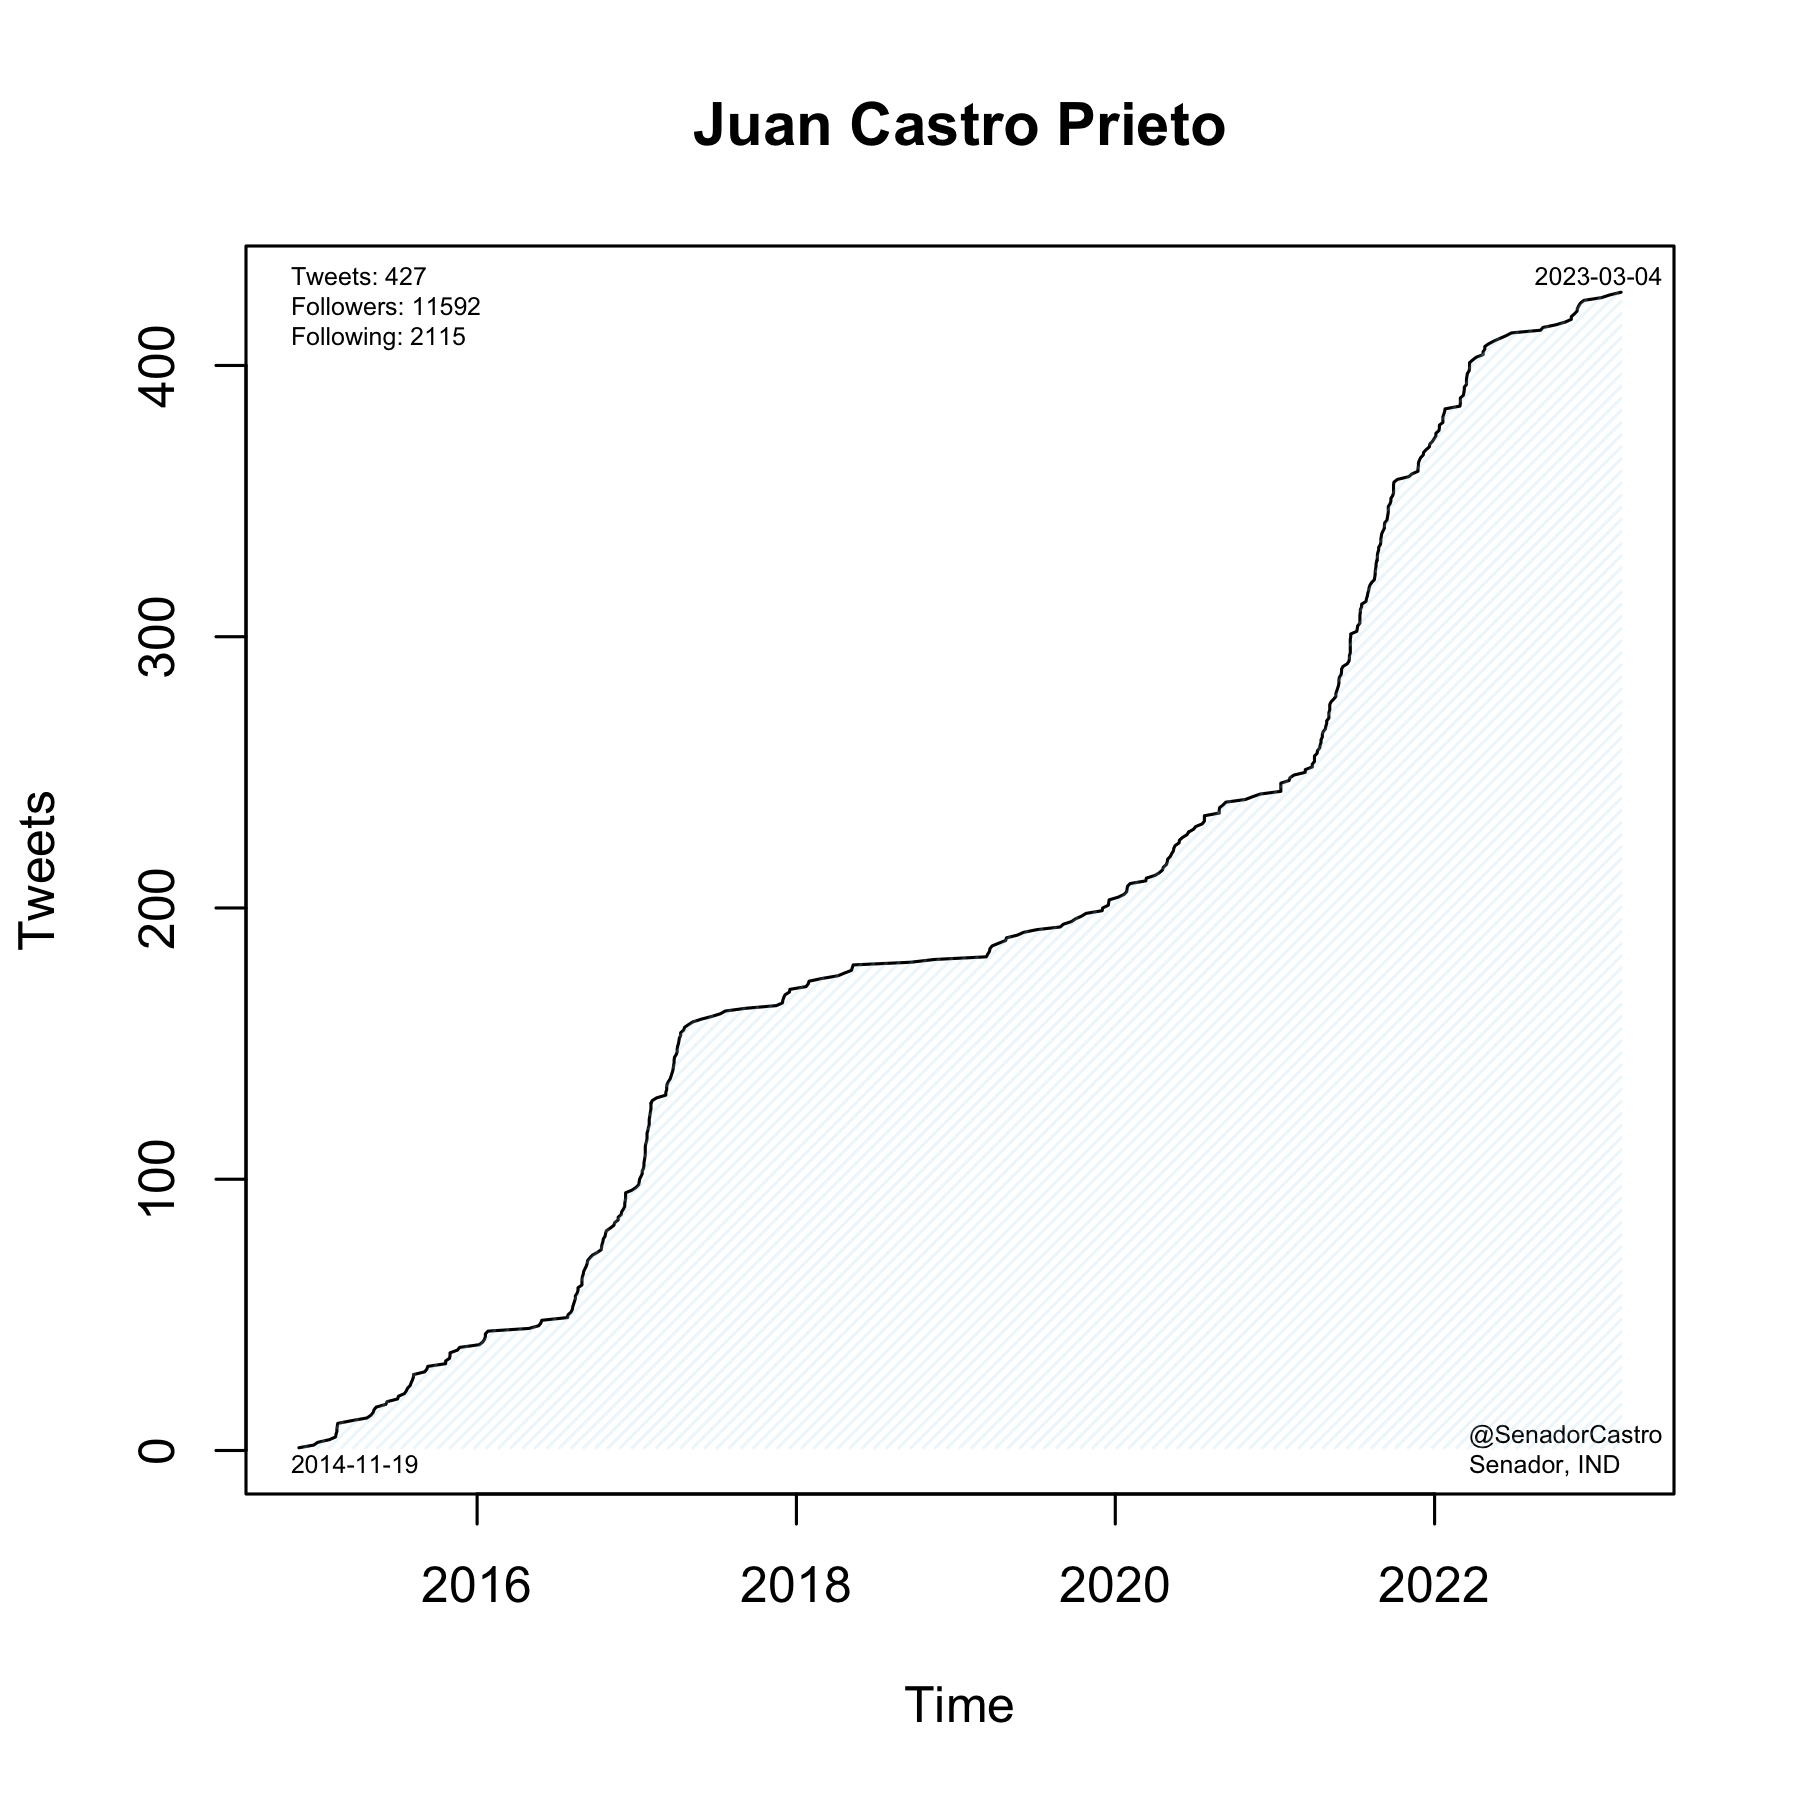 Juan Castro Prieto
Tweets: 427
Followers: 11592
Following: 2115
2023-03-04
Tweets
400
300
200
100
0
2014-11-19
@SenadorCastro
Senador, IND
2016 2018 2020 2022
Time